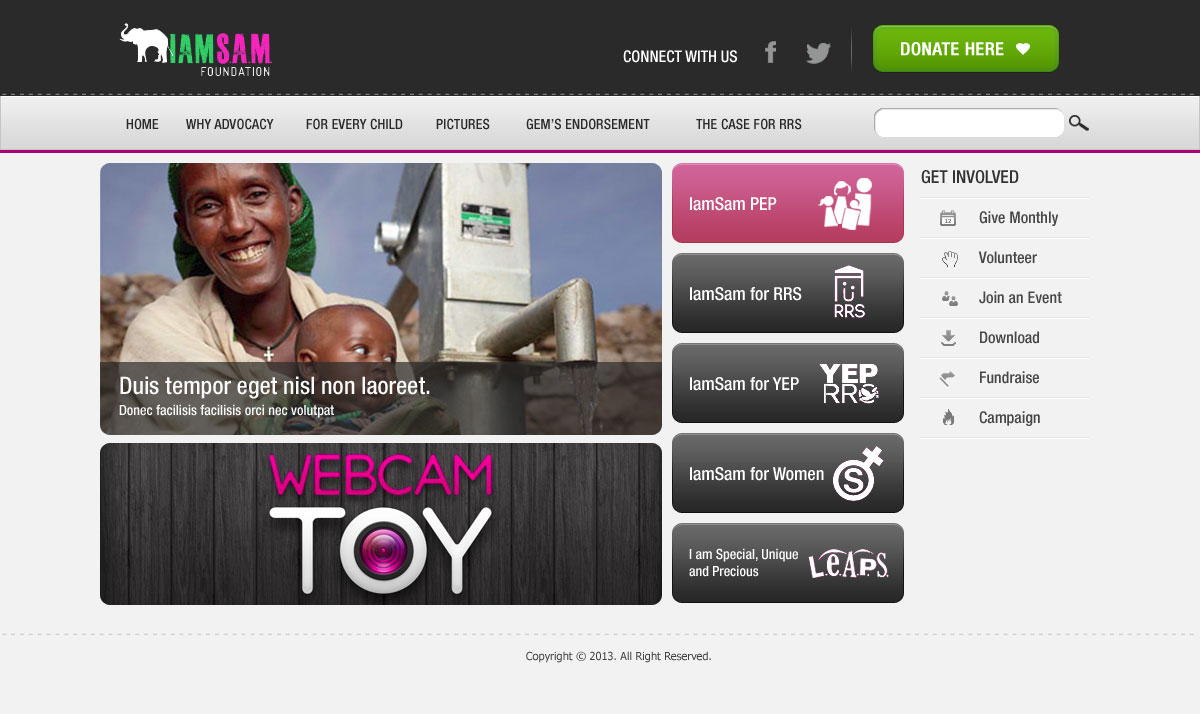 IAMSAM
FOUNDATION
CONNECT WITH US
DONATE HERE
HOME
WHY ADVOCACY
FOR EVERY CHILD
PICTURES
GEM'S ENDORSEMENT
THE CASE FOR RRS
Duis tempor eget nisl non laoreet.
Donec facilisis facilisis orci nec volutpat
WEBCAM
TOY
IamSam PEP
IamSam for RRS
RRS
IamSam for YEP
YEP
RRS
IamSam for Women
S
I am Special, Unique
and Precious
L.e.A.P.S.
GET INVOLVED
12
Give Monthly
Volunteer
Join an Event
Download
Fundraise
Campaign
Copyright © 2013. All Right Reserved.